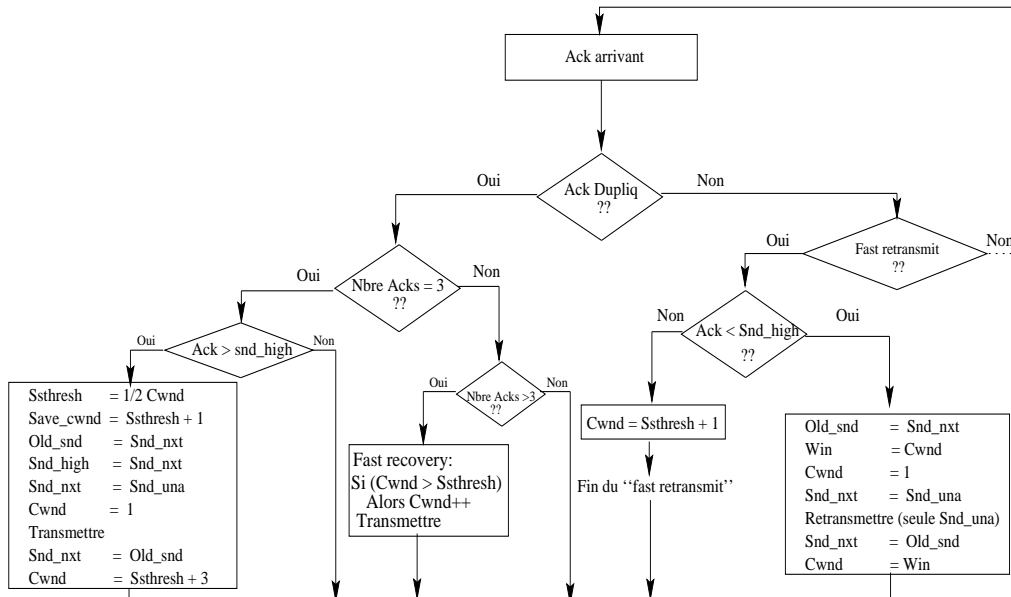 Ack arrivant
Ack Dupliq
??
Oui
Non
Fast retransmit
??
Oui
Non
Nbre Acks = 3
??
Oui
Non
Ack < Snd_high
??
Non
Oui
Ack > snd_high
Oui
Non
Nbre Acks >3
??
Oui
Non
Ssthresh = 1/2 Cwnd
Save_cwnd = Ssthresh + 1
Old_snd = Snd_nxt
Snd_high = Snd_nxt
Snd_nxt = Snd_una
Cwnd = 1
Transmettre
Snd_nxt = Old_snd
Cwnd = Ssthresh + 3
Fast recovery:
Si (Cwnd > Ssthresh)
Alors Cwnd++
Transmettre
Cwnd = Ssthresh + 1
Fin du ‘‘fast retransmit’’
Old_snd = Snd_nxt
Win = Cwnd
Cwnd = 1
Snd_nxt = Snd_una
Retransmettre (seule Snd_una)
Snd_nxt = Old_snd
Cwnd = Win